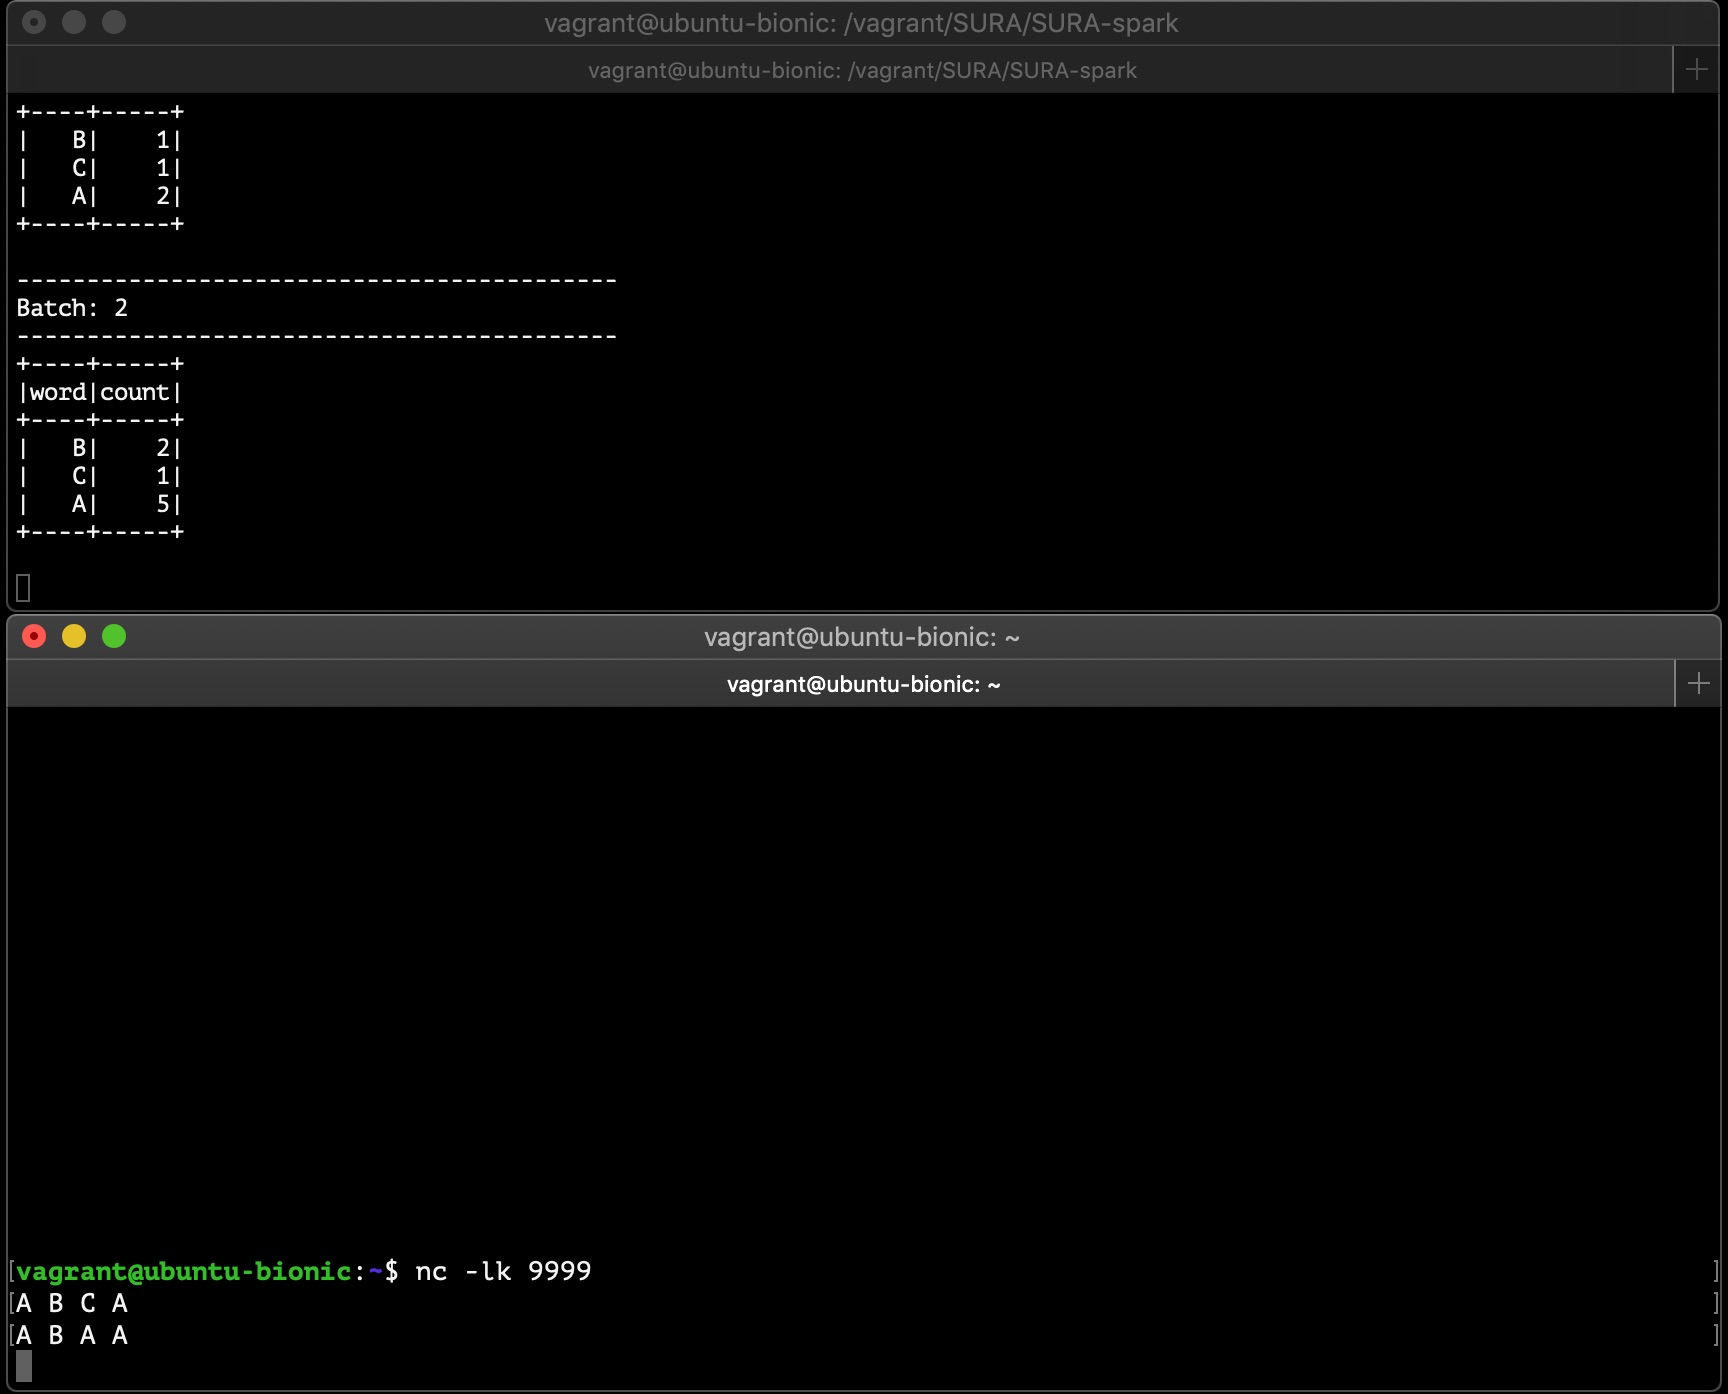 vagrant@ubuntu-bionic: /vagrant/SURA/SURA-spark
vagrant@ubuntu-bionic: /vagrant/SURA/SURA-spark
+----+-----+
|   B|    1|
|   C|    1|
|   A|    2|
+----+-----+
-------------------------------------------
Batch: 2
-------------------------------------------
+----+-----+
|word|count|
+----+-----+
|   B|    2|
|   C|    1|
|   A|    5|
+----+-----+
vagrant@ubuntu-bionic: ~
vagrant@ubuntu-bionic: ~
[vagrant@ubuntu-bionic:~$ nc -lk 9999 ]
[A B C A ]
[A B A A ]